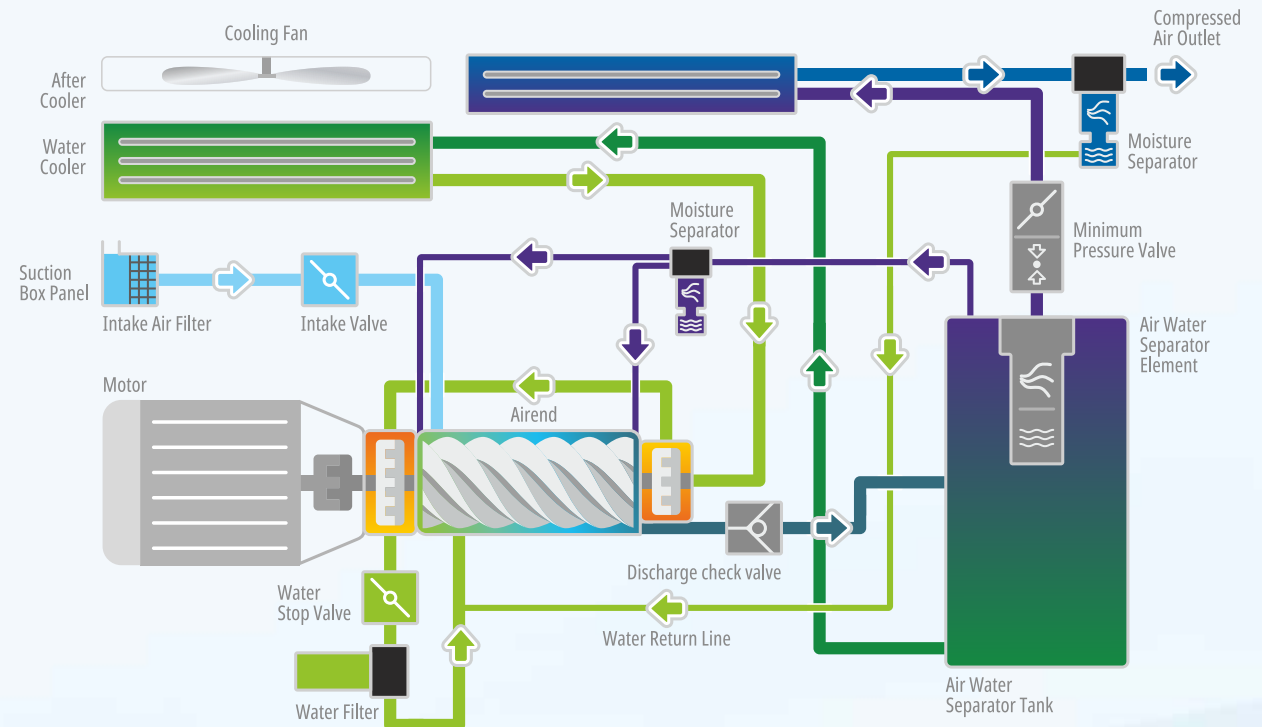 Cooling Fan
Compressed
Air Outlet
After
Cooler
Water
Cooler
Moisture
Separator
Moisture
Separator
Minimum
Pressure Valve
Suction
Box Panel
Intake Air Filter
Intake Valve
Air Water
Separator
Element
Motor
Airend
Discharge check valve
Water
Stop Valve
Water Return Line
Water Filter
Air Water
Separator Tank